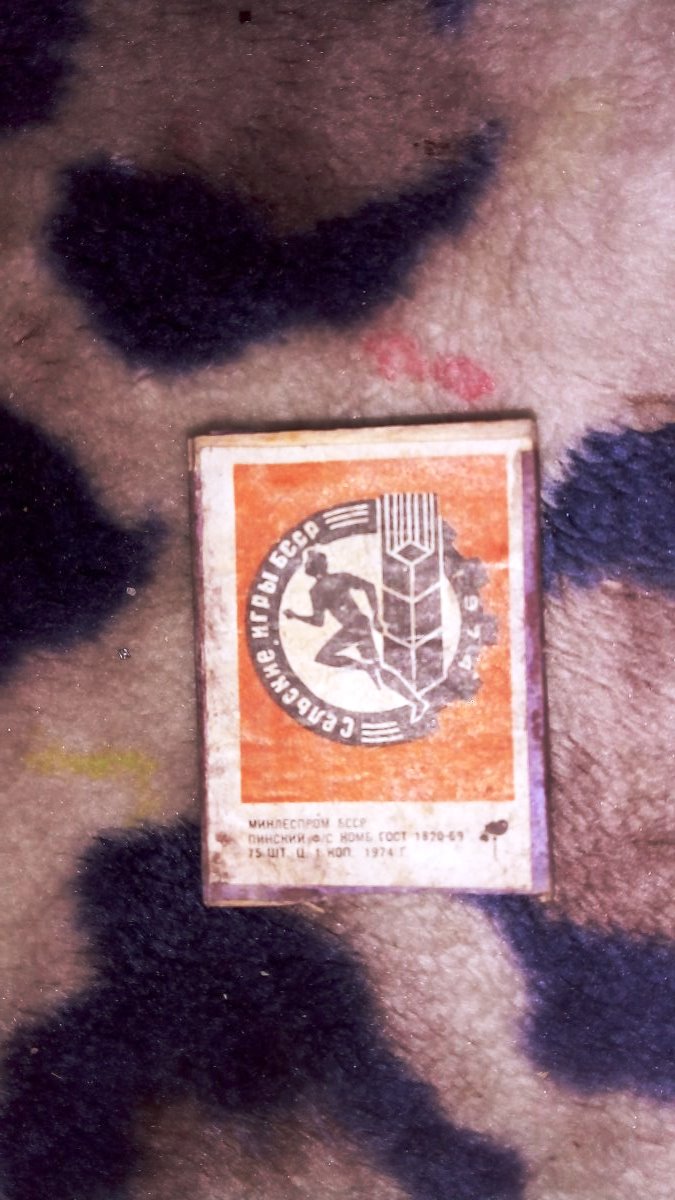 СЕЛЬСКИЕ ИГРЫ БССР
1974
МИНЛЕСПРОМ БССР
ПИНСКИЙ Ф/С КОМБ. ГОСТ 1820-69
75 ШТ. Ц. 1 КОП. 1974 Г.